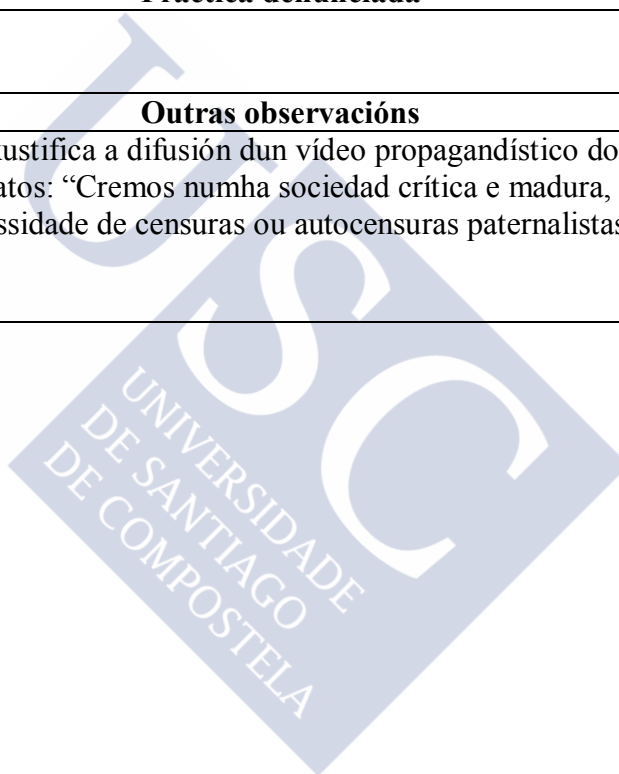 Práctica denunciada
Outras observacións
ustifica a difusión dun vídeo propagandístico do
atos: “Cremos numha sociedad crítica e madura,
ssidade de censuras ou autocensuras paternalistas
USC
UNIVERSIDADE
DE SANTIAGO
DE COMPOSTELA